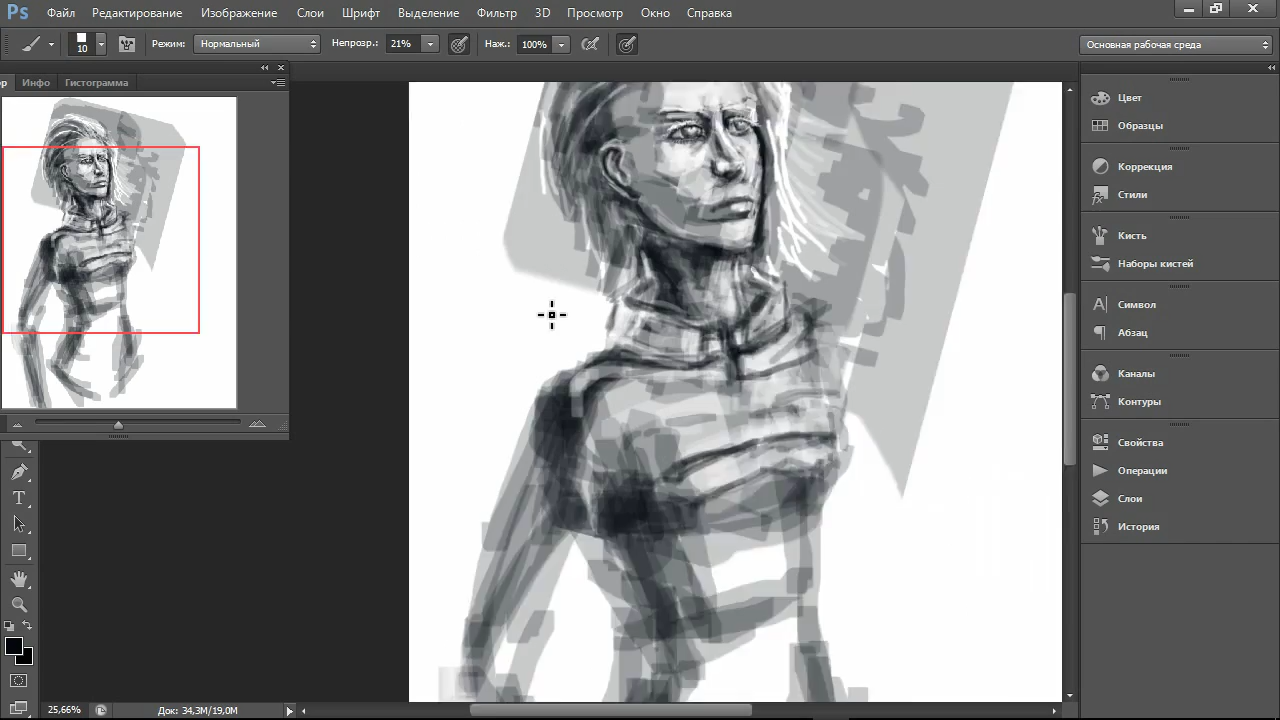 Ps Файл Редактирование Изображение Слои Шрифт Выделение Фильтр 3D Просмотр Окно Справка
10 Режим: Нормальный Непрозр.: 21% Наж.: 100% Основная рабочая среда
ор Инфо Гистограмма
Цвет
Образцы
Коррекция
Стили
Кисть
Наборы кистей
Символ
Абзац
Каналы
Контуры
Свойства
Операции
Слои
История
25,66% Док: 34,3M/19,0M